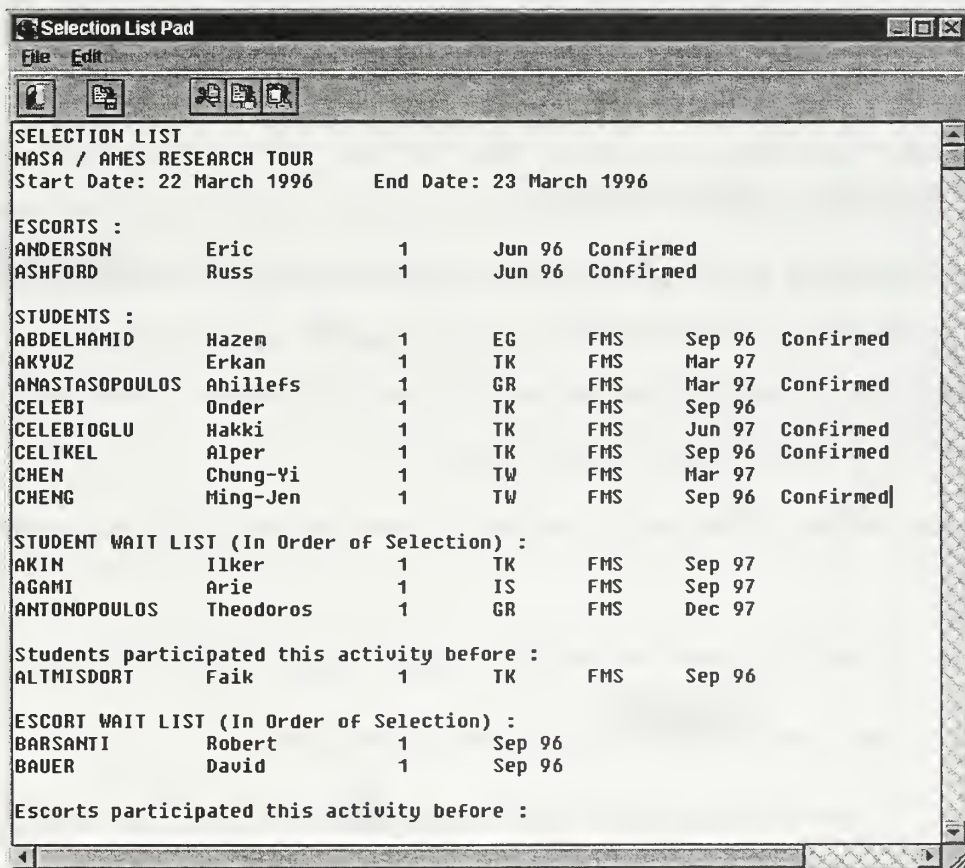 Selection List Pad
File Edit
SELECTION LIST
NASA / AMES RESEARCH TOUR
Start Date: 22 March 1996 End Date: 23 March 1996
ESCORTS :
ANDERSON Eric 1 Jun 96 Confirmed
ASHFORD Russ 1 Jun 96 Confirmed
STUDENTS :
ABDELHAMID Hazem 1 EG FMS Sep 96 Confirmed
AKYUZ Erkan 1 TK FMS Mar 97
ANASTASOPOULOS Ahillefs 1 GR FMS Mar 97 Confirmed
CELEBI Onder 1 TK FMS Sep 96
CELEBIOGLU Hakki 1 TK FMS Jun 97 Confirmed
CELIKEL Alper 1 TK FMS Sep 96 Confirmed
CHEN Chung-Yi 1 TW FMS Mar 97
CHENG Ming-Jen 1 TW FMS Sep 96 Confirmed
STUDENT WAIT LIST (In Order of Selection) :
AKIN Ilker 1 TK FMS Sep 97
AGAMI Arie 1 IS FMS Sep 97
ANTONOPOULOS Theodoros 1 GR FMS Dec 97
Students participated this activity before :
ALTMISDORT Faik 1 TK FMS Sep 96
ESCORT WAIT LIST (In Order of Selection) :
BARSANTI Robert 1 Sep 96
BAUER David 1 Sep 96
Escorts participated this activity before :